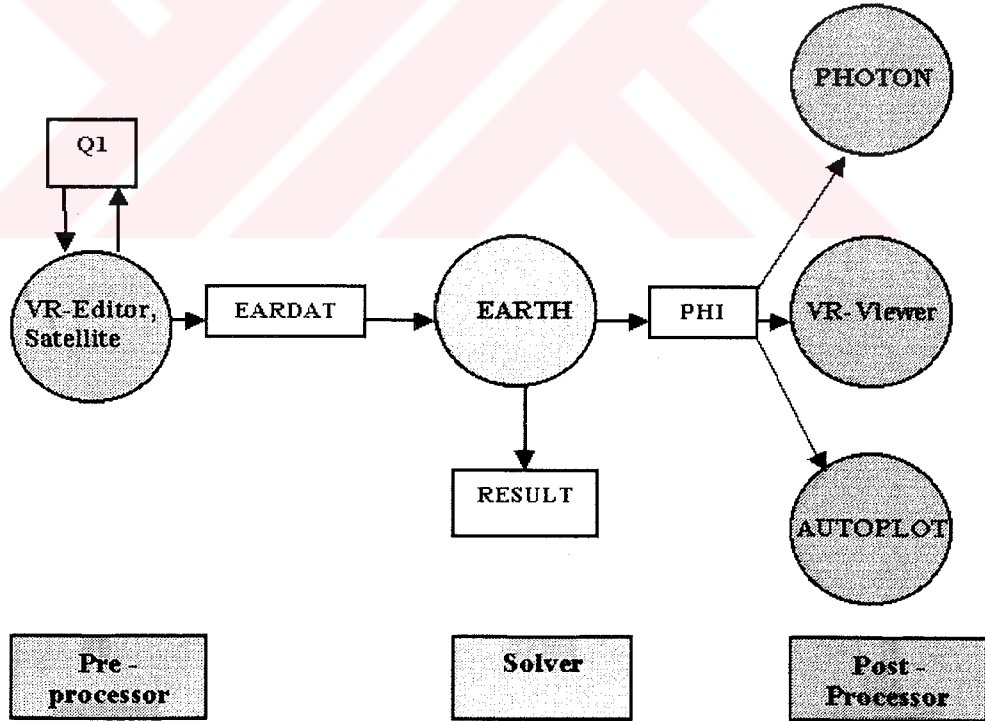 PHOTON
Q1
VR-Editor,
Satellite
EARDAT
EARTH
PHI
VR-Viewer
RESULT
AUTOPLOT
Pre -
processor
Solver
Post -
Processor